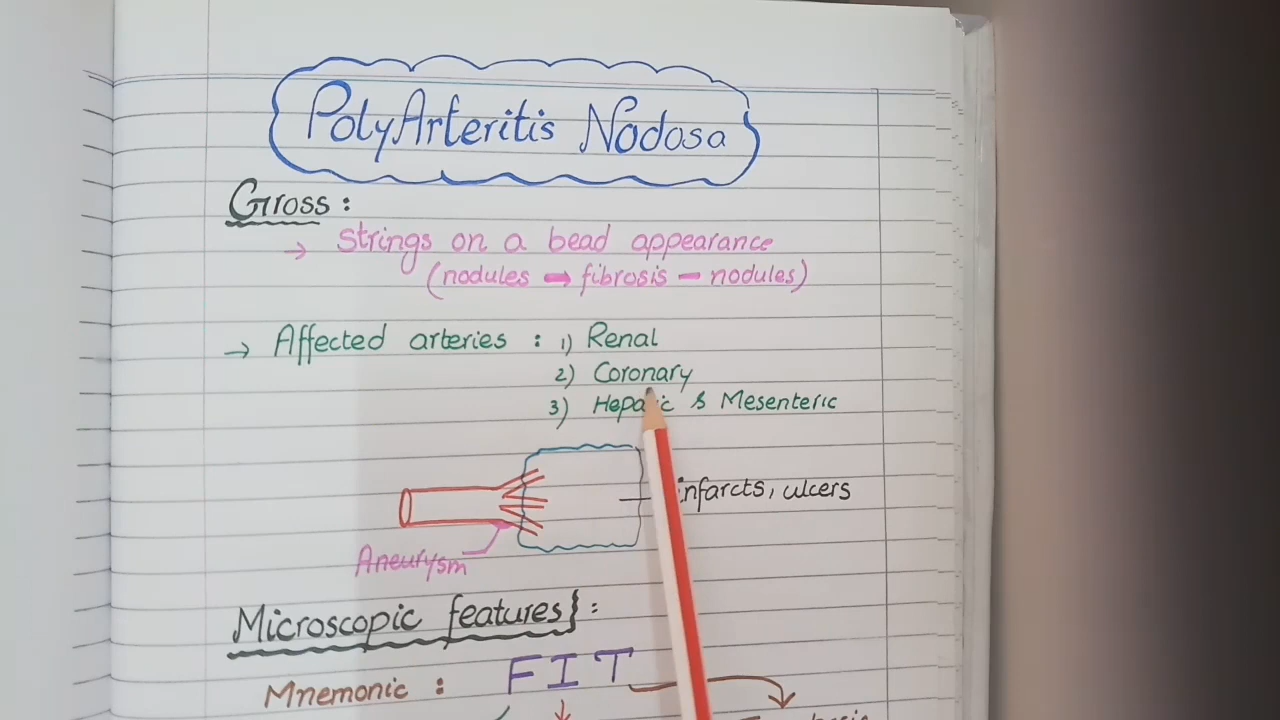 PolyArteritis Nodosa
Gross :
→ Strings on a bead appearance
(nodules → fibrosis - nodules)
→ Affected arteries : 1) Renal
2) Coronary
3) & Mesenteric
infarcts, ulcers
Aneurysm
Microscopic features} :
Mnemonic : FIT